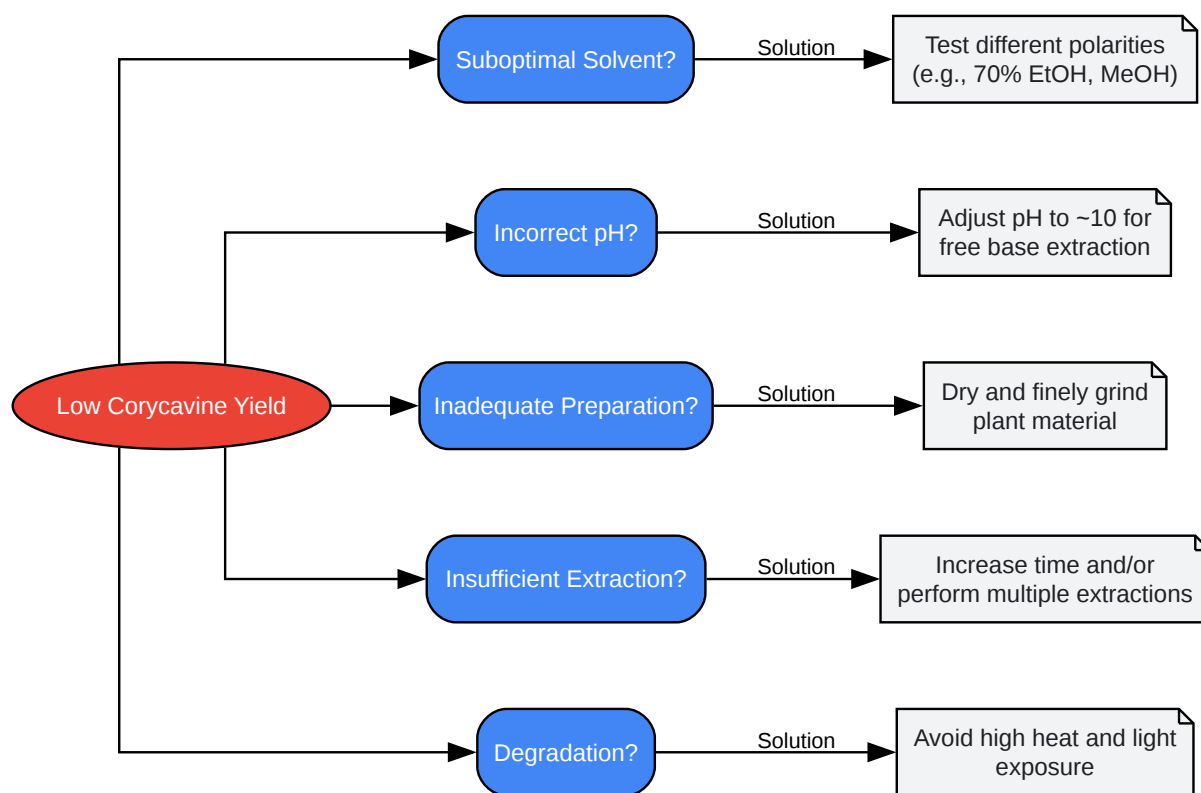 Suboptimal Solvent?
Solution
Test different polarities
(e.g., 70% EtOH, MeOH)
Incorrect pH?
Solution
Adjust pH to ~10 for
free base extraction
Low Corycavine Yield
Inadequate Preparation?
Solution
Dry and finely grind
plant material
Insufficient Extraction?
Solution
Increase time and/or
perform multiple extractions
Degradation?
Solution
Avoid high heat and light
exposure